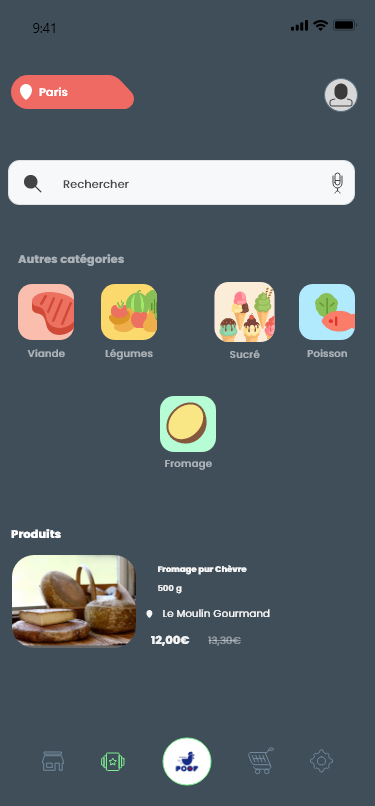 9:41
Paris
Rechercher
Autres catégories
Viande
Légumes
Sucré
Poisson
Fromage
Produits
Fromage pur Chèvre
500 g
Le Moulin Gourmand
12,00€ 13,30€